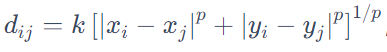 d_{ij} = k [|x_i − x_j|^p + |y_i − y_j|^p]^{1/p}.